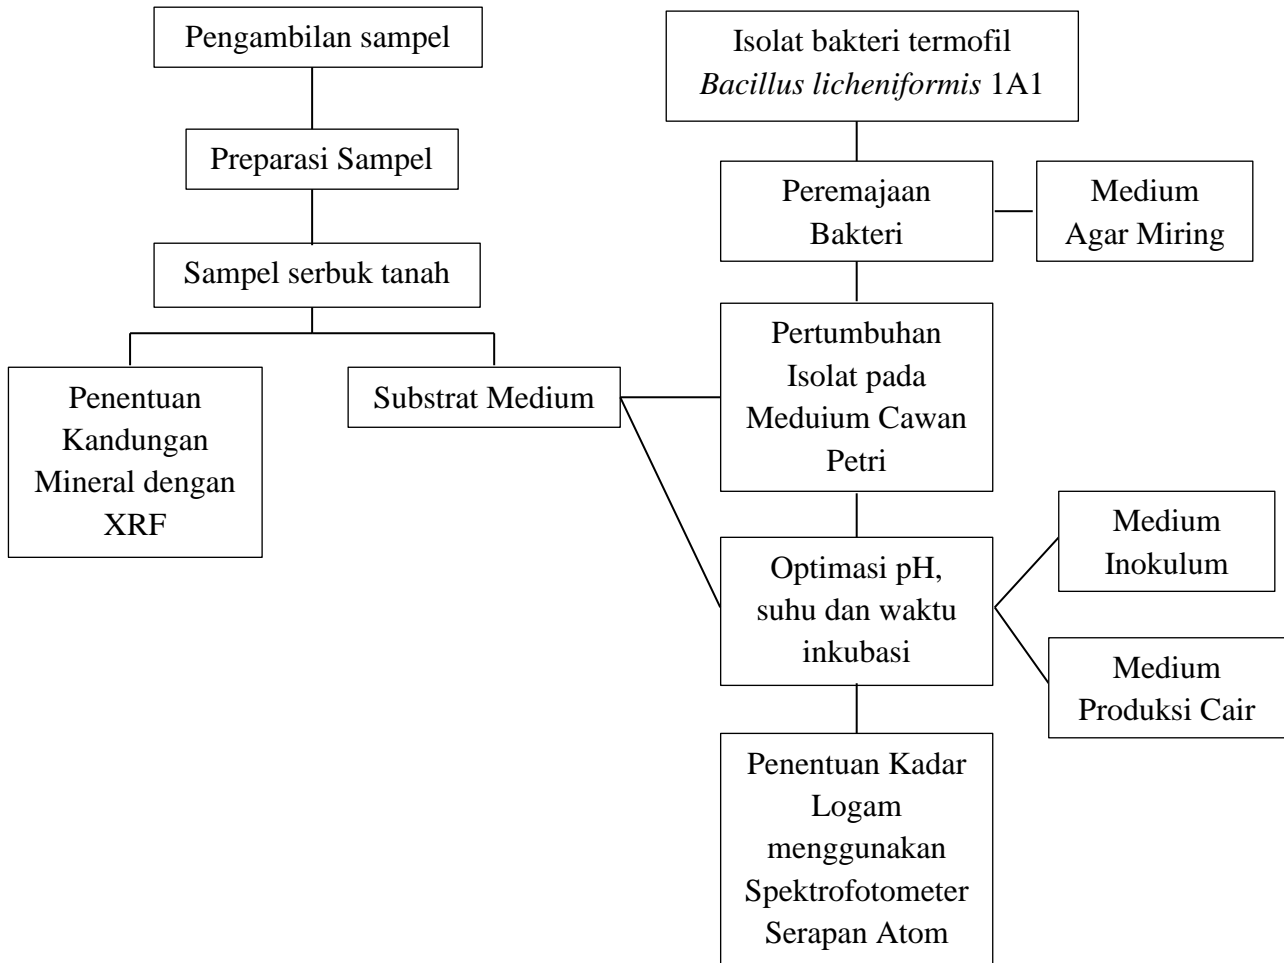 Pengambilan sampel
Preparasi Sampel
Sampel serbuk tanah
Penentuan
Kandungan
Mineral dengan
XRF
Substrat Medium
Isolat bakteri termofil
Bacillus licheniformis 1A1
Peremajaan
Bakteri
Medium
Agar Miring
Pertumbuhan
Isolat pada
Meduium Cawan
Petri
Optimasi pH,
suhu dan waktu
inkubasi
Medium
Inokulum
Medium
Produksi Cair
Penentuan Kadar
Logam
menggunakan
Spektrofotometer
Serapan Atom